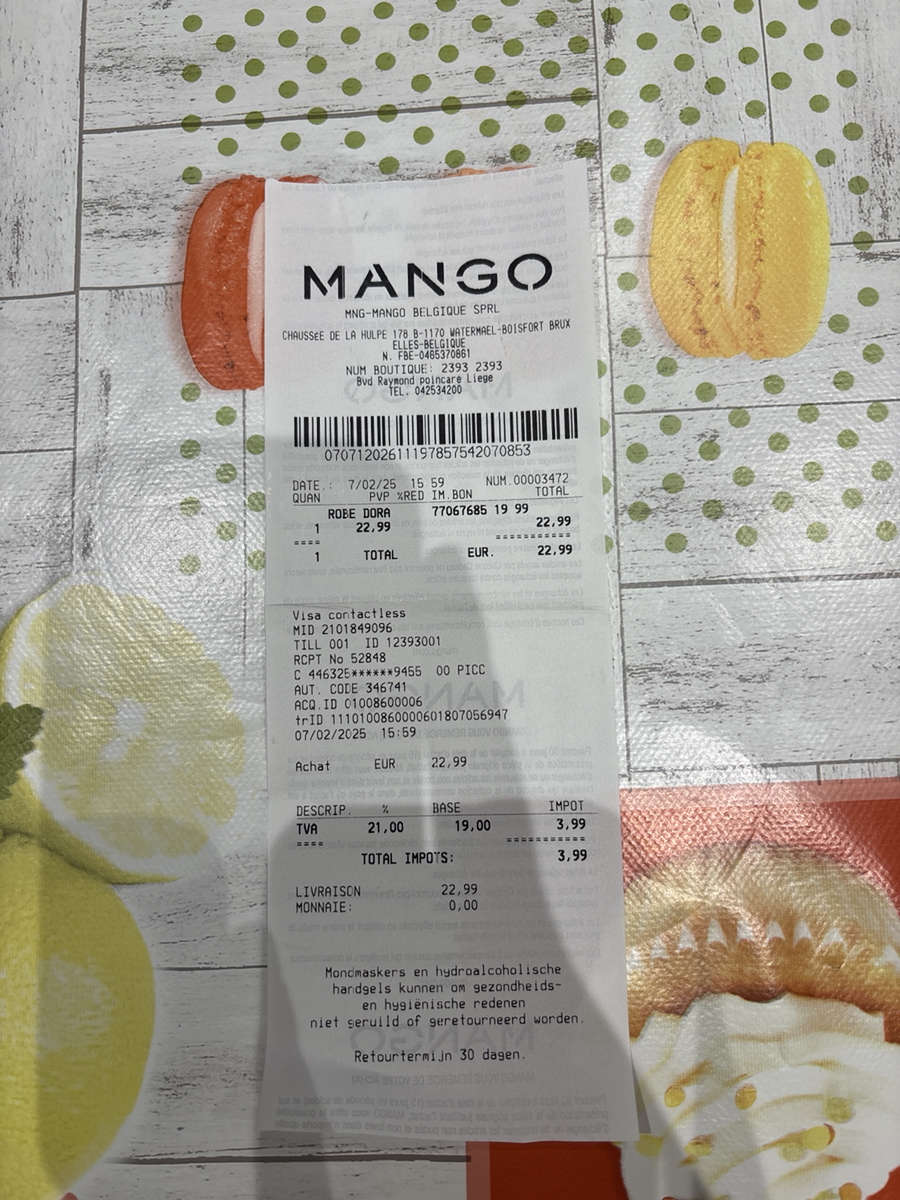 MANGO
MNG-MANGO BELGIQUE SPRL
CHAUSSéE DE LA HULPE 178 B-1170 WATERMAEL-BOISFORT BRUX
ELLES-BELGIQUE
N. FBE-0465370861
NUM BOUTIQUE: 2393 2393
Bvd Raymond poincare Liege
TEL. 042534200
07071202611197857542070853
DATE.: 7/02/25 15 59 NUM.00003472
QUAN PVP %RED IM.BON TOTAL
ROBE DORA 77067685 19 99
1 22,99 22,99
==== ===========
1 TOTAL EUR. 22,99
Visa contactless
MID 2101849096
TILL 001 ID 12393001
RCPT No 52848
C 446325******9455 00 PICC
AUT. CODE 346741
ACQ.ID 01008600006
trID 1110100860000601807056947
07/02/2025 15:59
Achat EUR 22,99
DESCRIP. % BASE IMPOT
TVA 21,00 19,00 3,99
==== ===========
TOTAL IMPOTS: 3,99
LIVRAISON 22,99
MONNAIE: 0,00
Mondmaskers en hydroalcoholische
handgels kunnen om gezondheids-
en hygiënische redenen
niet geruild of geretourneerd worden.
Retourtermijn 30 dagen.